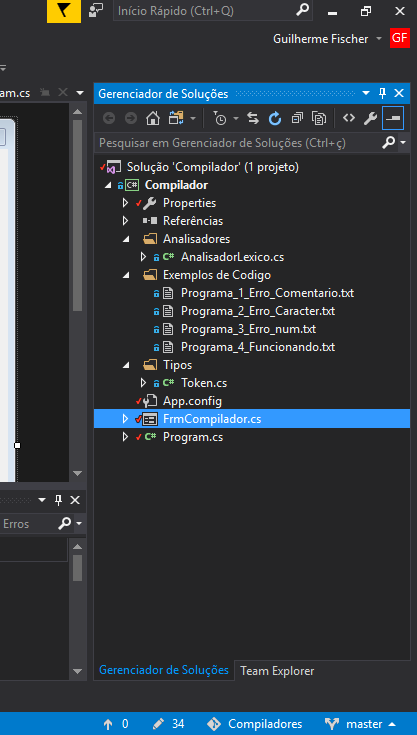 Início Rápido (Ctrl+Q)
Guilherme Fischer
GF
am.cs
Gerenciador de Soluções
Pesquisar em Gerenciador de Soluções (Ctrl+ç)
Solução 'Compilador' (1 projeto)
Compilador
Properties
Referências
Analisadores
C# AnalisadorLexico.cs
Exemplos de Codigo
Programa_1_Erro_Comentario.txt
Programa_2_Erro_Caracter.txt
Programa_3_Erro_num.txt
Programa_4_Funcionando.txt
Tipos
C# Token.cs
App.config
FrmCompilador.cs
C# Program.cs
Erros
Gerenciador de Soluções
Team Explorer
0
34
Compiladores
master